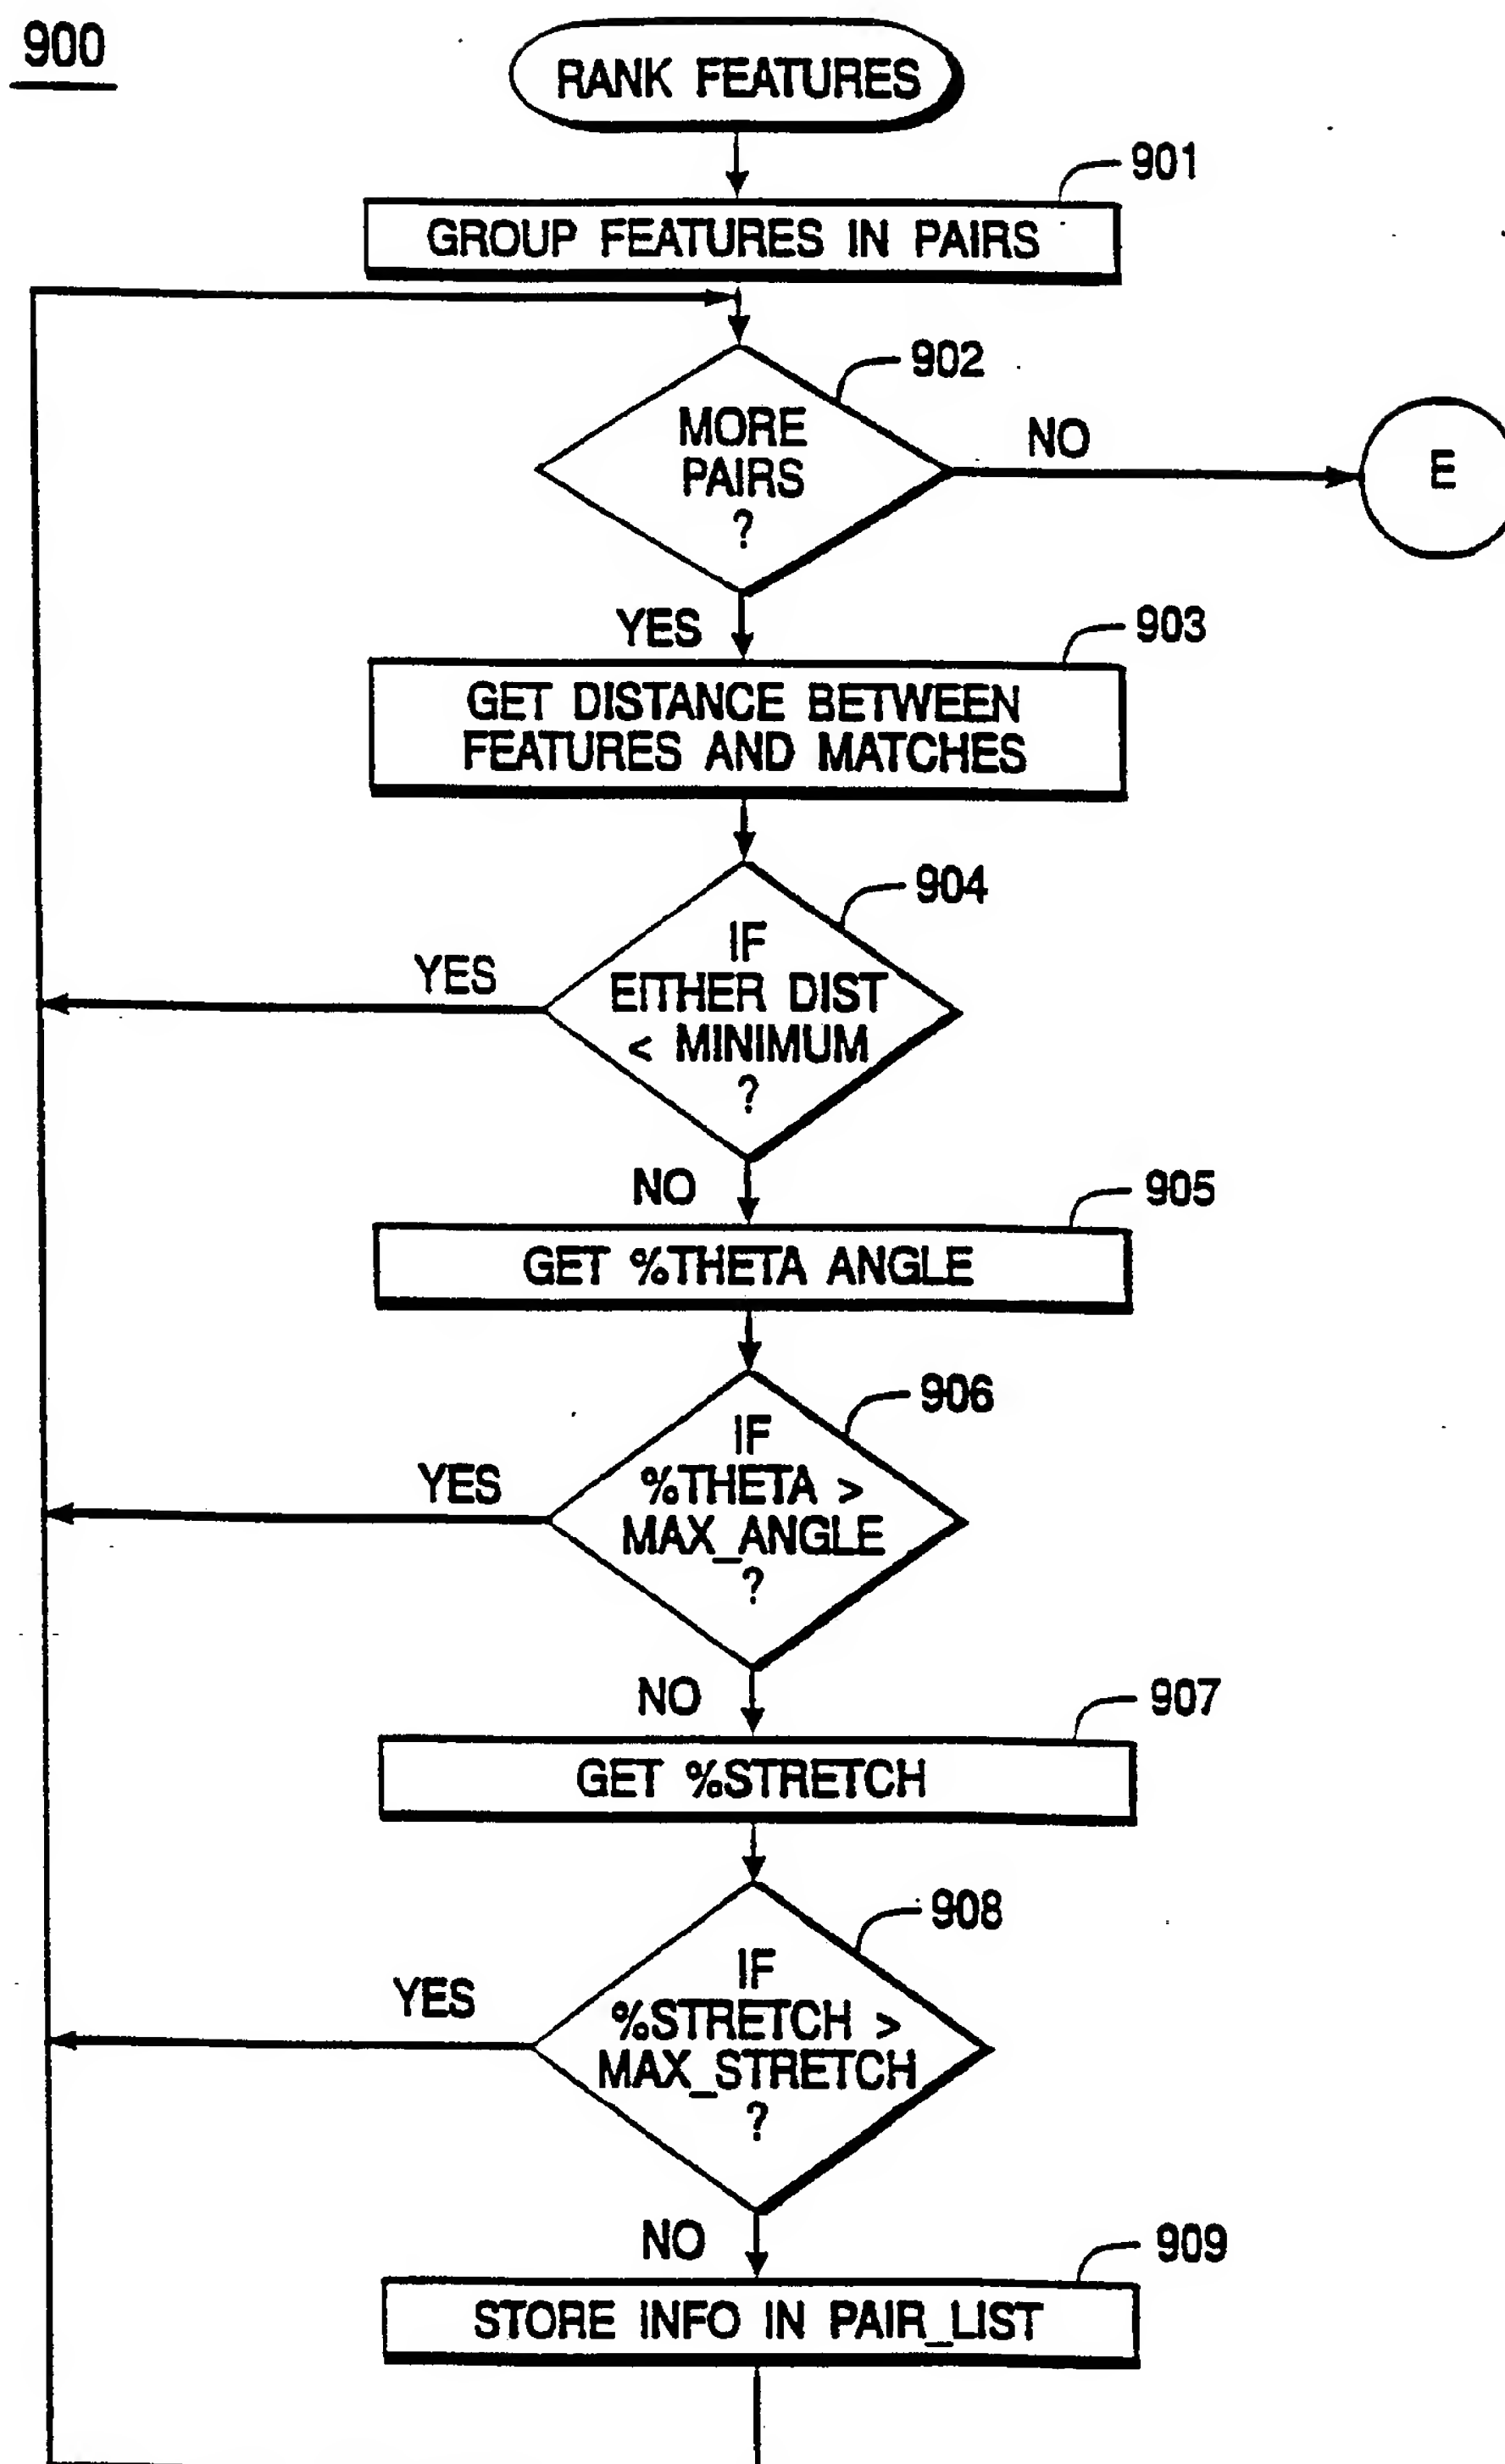 900
RANK FEATURES
901
GROUP FEATURES IN PAIRS
902
MORE
PAIRS
?
NO
E
YES
903
GET DISTANCE BETWEEN
FEATURES AND MATCHES
904
IF
EITHER DIST
< MINIMUM
?
YES
NO
905
GET %THETA ANGLE
906
IF
%THETA >
MAX_ANGLE
?
YES
NO
907
GET %STRETCH
908
IF
%STRETCH >
MAX_STRETCH
?
YES
NO
909
STORE INFO IN PAIR_LIST